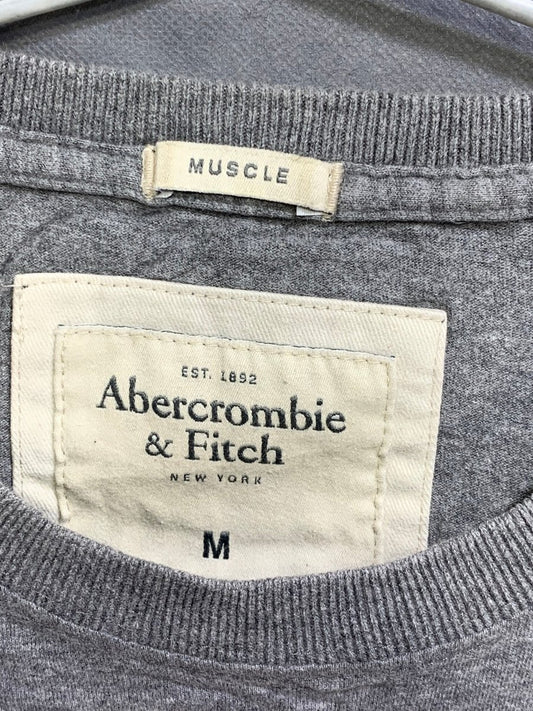 MUSCLE
EST. 1892
Abercrombie
& Fitch
NEW YORK
M